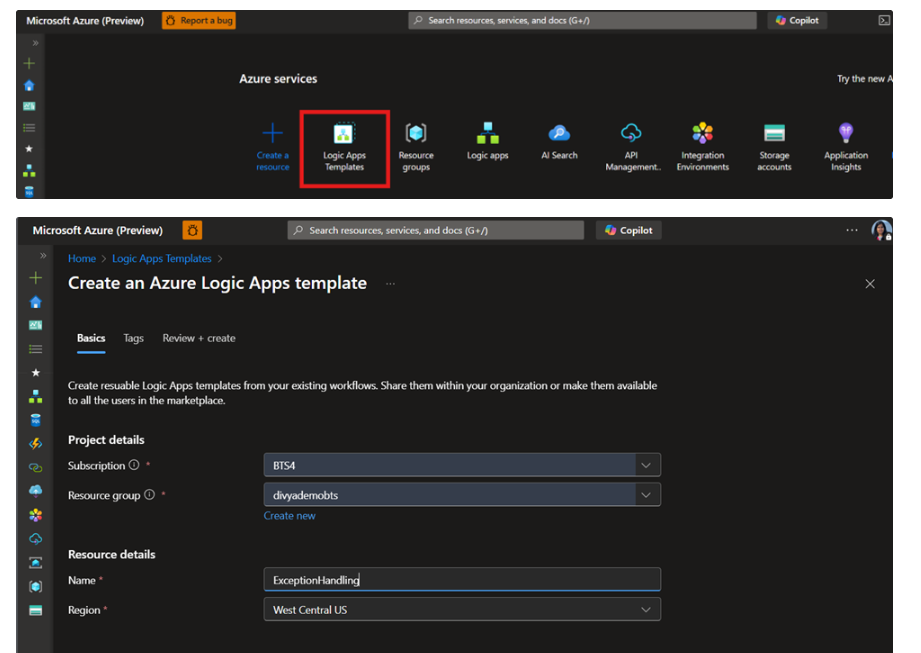 Microsoft Azure (Preview)
Report a bug
Search resources, services, and docs (G+/)
Copilot
Azure services
Try the new A
Create a resource
Logic Apps Templates
Resource groups
Logic apps
AI Search
API Management..
Integration Environments
Storage accounts
Application Insights
Microsoft Azure (Preview)
Search resources, services, and docs (G+/)
Copilot
...
Home > Logic Apps Templates >
Create an Azure Logic Apps template ...
Basics
Tags
Review + create
Create resuable Logic Apps templates from your existing workflows. Share them within your organization or make them available
to all the users in the marketplace.
Project details
Subscription *
BTS4
Resource group *
divyademobts
Create new
Resource details
Name *
ExceptionHandling
Region *
West Central US